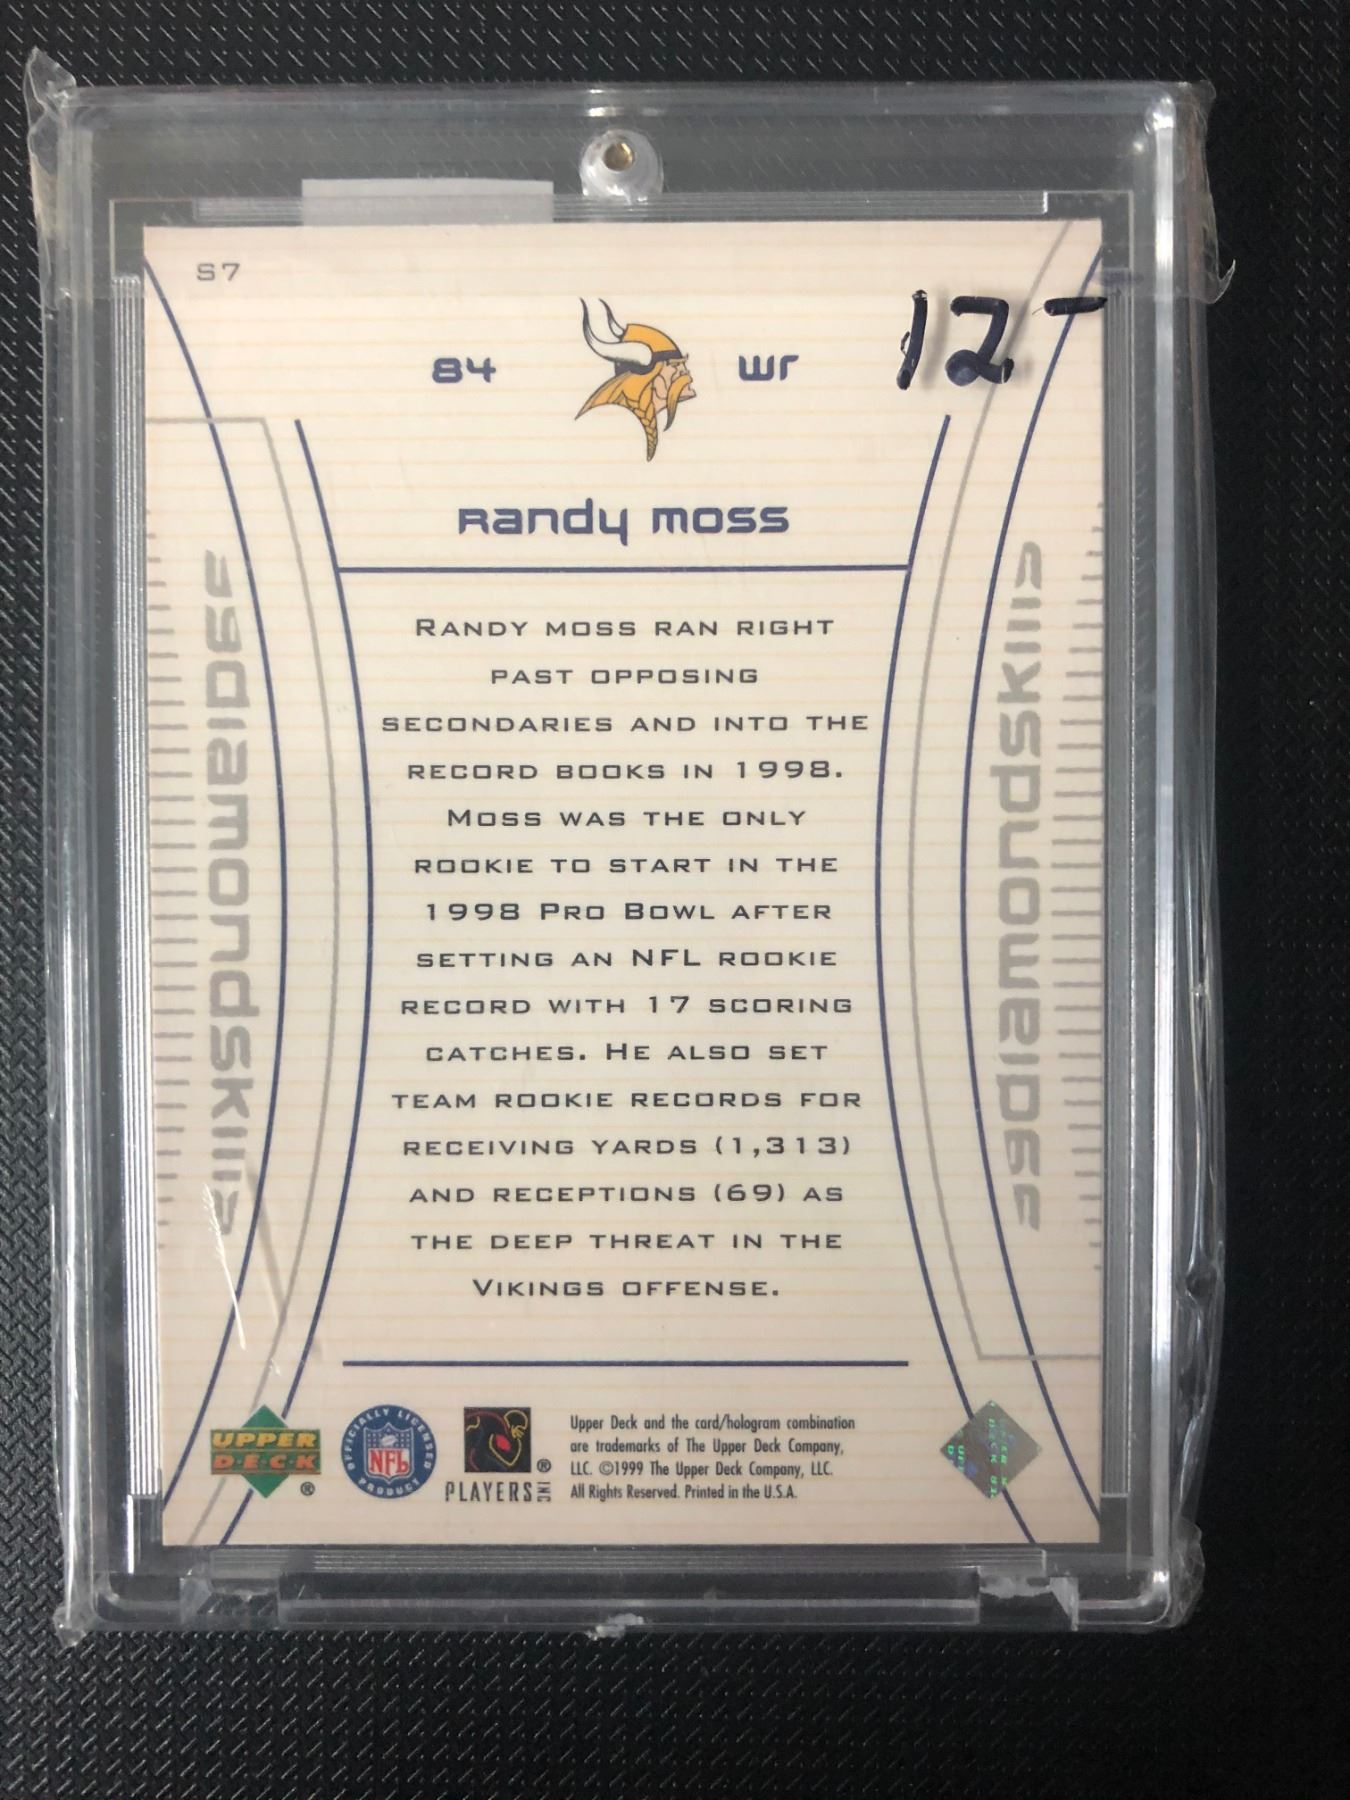 S7
84 WR 12-
Randy Moss
RANDY MOSS RAN RIGHT
PAST OPPOSING
SECONDARIES AND INTO THE
RECORD BOOKS IN 1998.
MOSS WAS THE ONLY
ROOKIE TO START IN THE
1998 PRO BOWL AFTER
SETTING AN NFL ROOKIE
RECORD WITH 17 SCORING
CATCHES. HE ALSO SET
TEAM ROOKIE RECORDS FOR
RECEIVING YARDS (1,313)
AND RECEPTIONS (69) AS
THE DEEP THREAT IN THE
VIKINGS OFFENSE.
UPPER
D·E·C·K
®
OFFICIALLY LICENSED
NFL
PRODUCT
®
PLAYERS INC
Upper Deck and the card/hologram combination
are trademarks of The Upper Deck Company,
LLC. ©1999 The Upper Deck Company, LLC.
All Rights Reserved. Printed in the U.S.A.